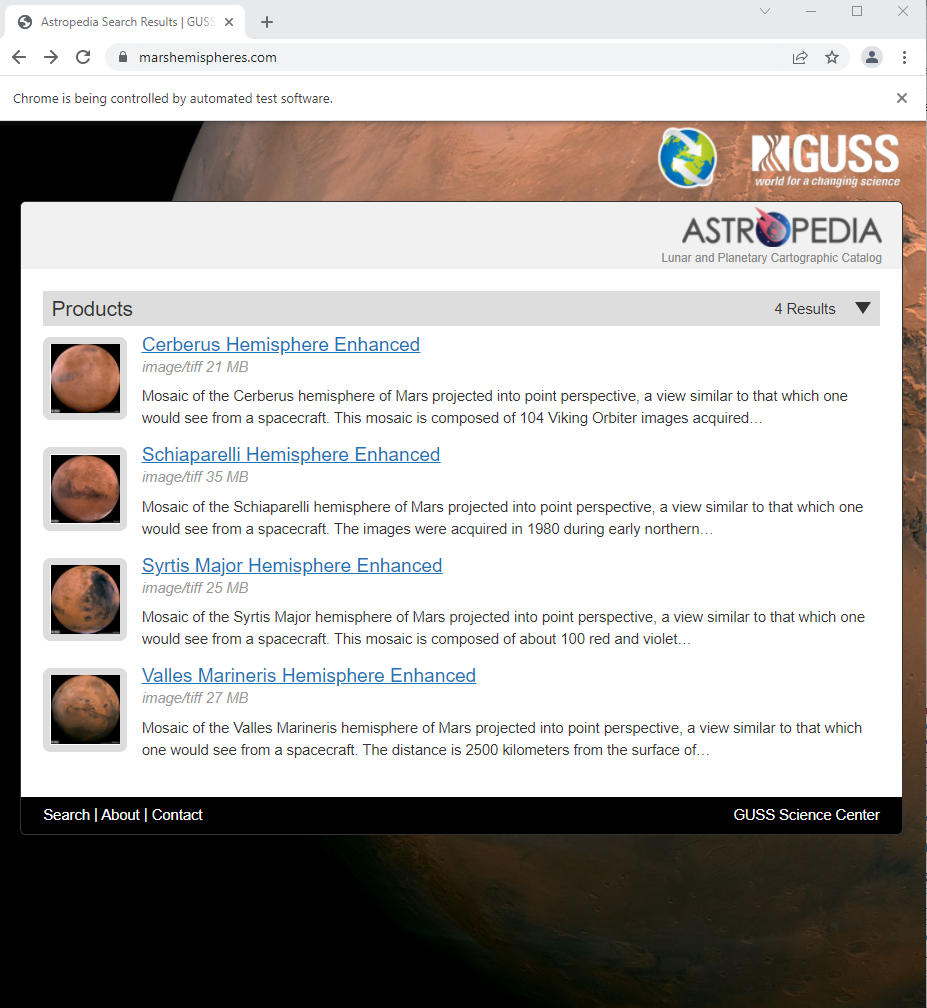 Astropedia Search Results | GUSS
marshemispheres.com
Chrome is being controlled by automated test software.
GUSS
world for a changing science
ASTROPEDIA
Lunar and Planetary Cartographic Catalog
Products
4 Results
Cerberus Hemisphere Enhanced
image/tiff 21 MB
Mosaic of the Cerberus hemisphere of Mars projected into point perspective, a view similar to that which one
would see from a spacecraft. This mosaic is composed of 104 Viking Orbiter images acquired…
Schiaparelli Hemisphere Enhanced
image/tiff 35 MB
Mosaic of the Schiaparelli hemisphere of Mars projected into point perspective, a view similar to that which one
would see from a spacecraft. The images were acquired in 1980 during early northern…
Syrtis Major Hemisphere Enhanced
image/tiff 25 MB
Mosaic of the Syrtis Major hemisphere of Mars projected into point perspective, a view similar to that which one
would see from a spacecraft. This mosaic is composed of about 100 red and violet…
Valles Marineris Hemisphere Enhanced
image/tiff 27 MB
Mosaic of the Valles Marineris hemisphere of Mars projected into point perspective, a view similar to that which
one would see from a spacecraft. The distance is 2500 kilometers from the surface of…
Search | About | Contact
GUSS Science Center